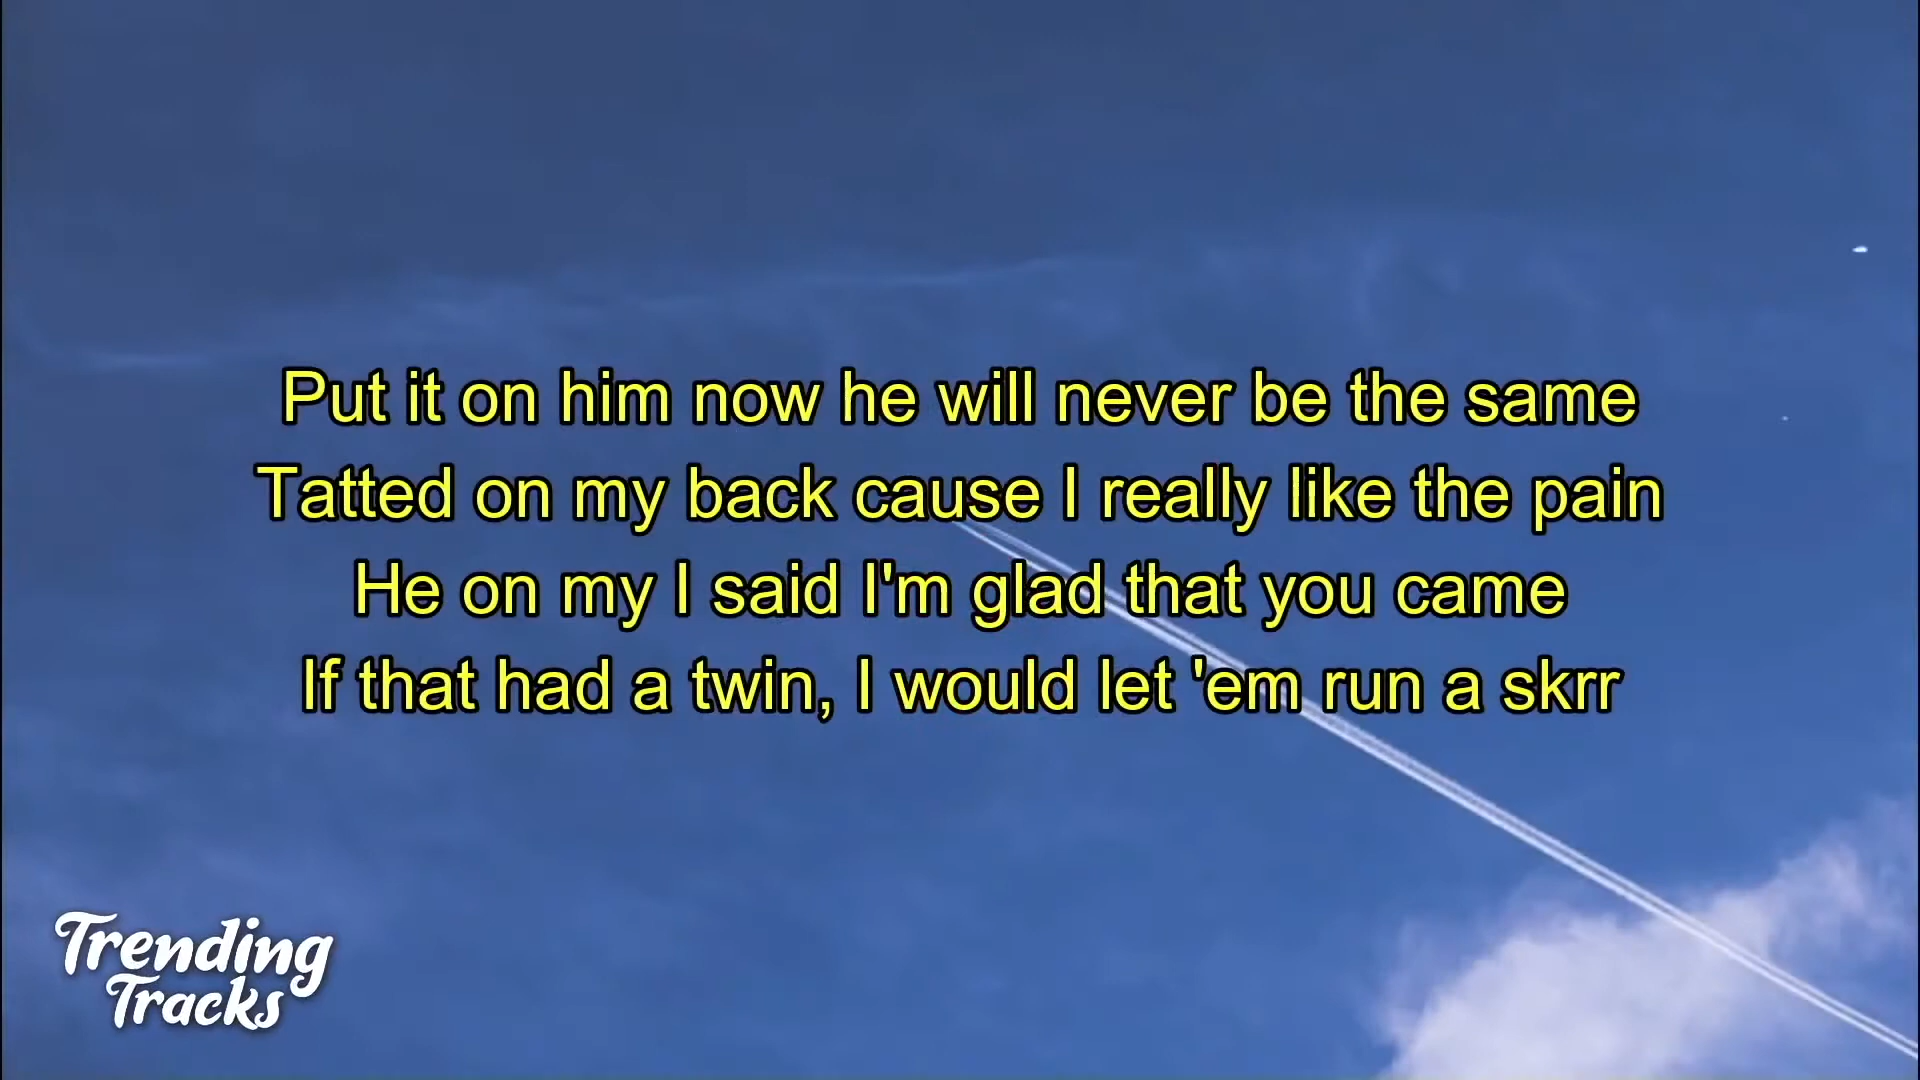 Put it on him now he will never be the same
Tatted on my back cause I really like the pain
He on my I said I'm glad that you came
If that had a twin, I would let 'em run a skrr
Trending
Tracks